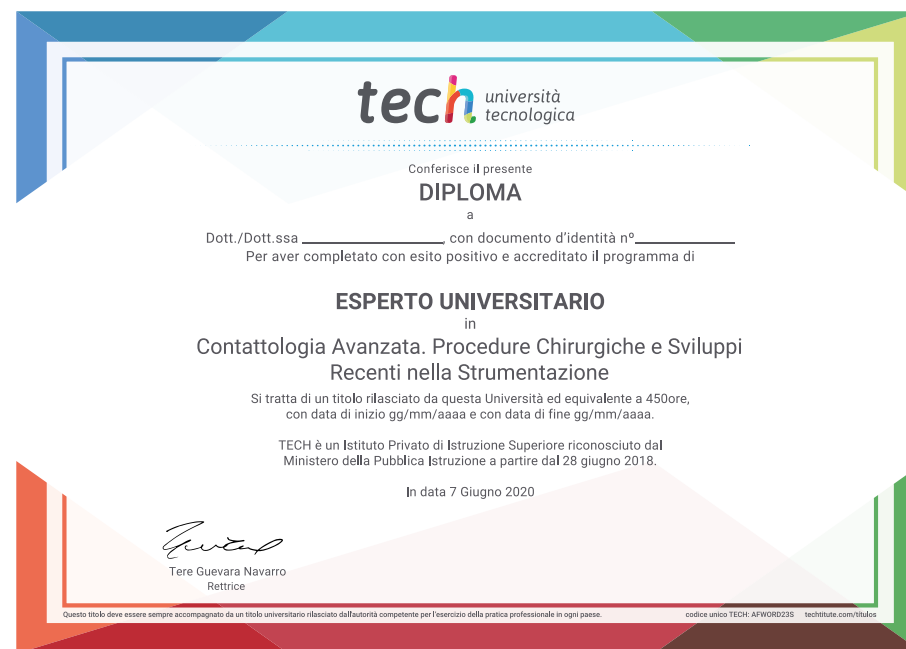 tech università
tecnologica
Conferisce il presente
DIPLOMA
a
Dott./Dott.ssa ________________, con documento d'identità nº____________
Per aver completato con esito positivo e accreditato il programma di
ESPERTO UNIVERSITARIO
in
Contattologia Avanzata. Procedure Chirurgiche e Sviluppi
Recenti nella Strumentazione
Si tratta di un titolo rilasciato da questa Università ed equivalente a 450ore,
con data di inizio gg/mm/aaaa e con data di fine gg/mm/aaaa.
TECH è un Istituto Privato di Istruzione Superiore riconosciuto dal
Ministero della Pubblica Istruzione a partire dal 28 giugno 2018.
In data 7 Giugno 2020
Tere Guevara Navarro
Rettrice
Questo titolo deve essere sempre accompagnato da un titolo universitario rilasciato dall'autorità competente per l'esercizio della pratica professionale in ogni paese. codice unico TECH: AFWORD23S techtitute.com/titulos